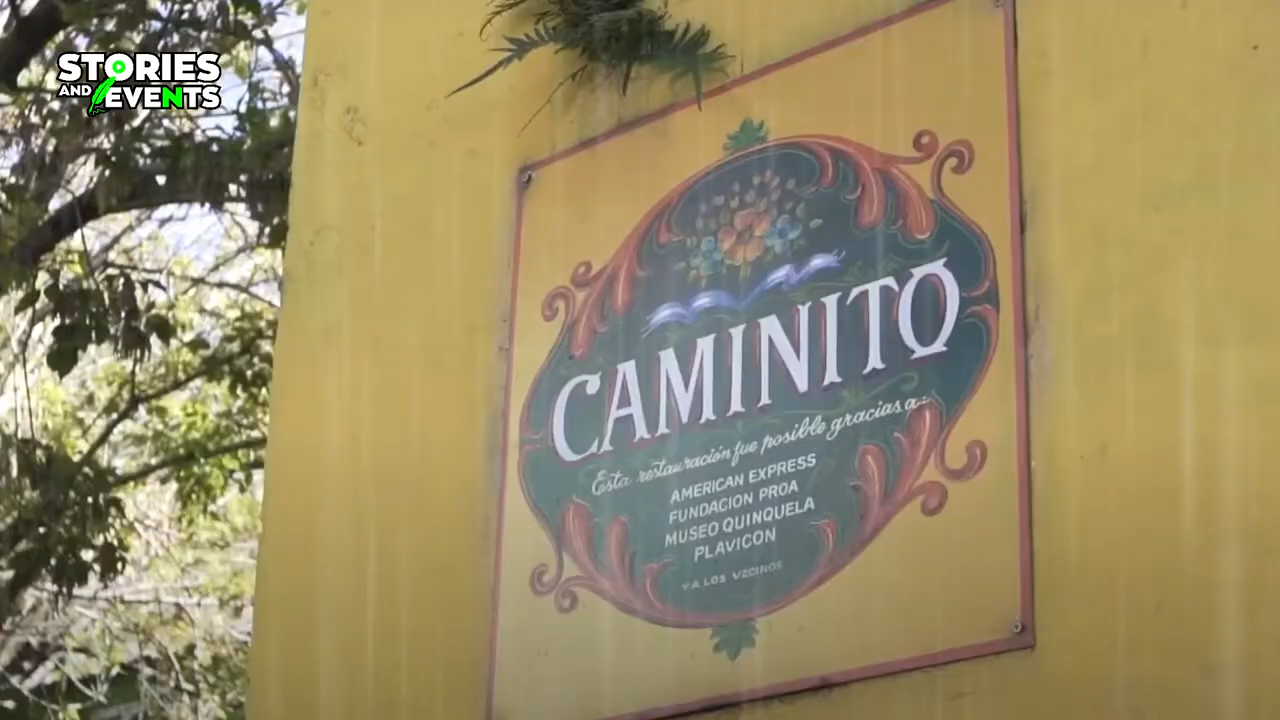 STORIES
AND EVENTS
CAMINITO
Esta restauración fue posible gracias a...
AMERICAN EXPRESS
FUNDACION PROA
MUSEO QUINQUELA
PLAVICON
Y A LOS VECINOS